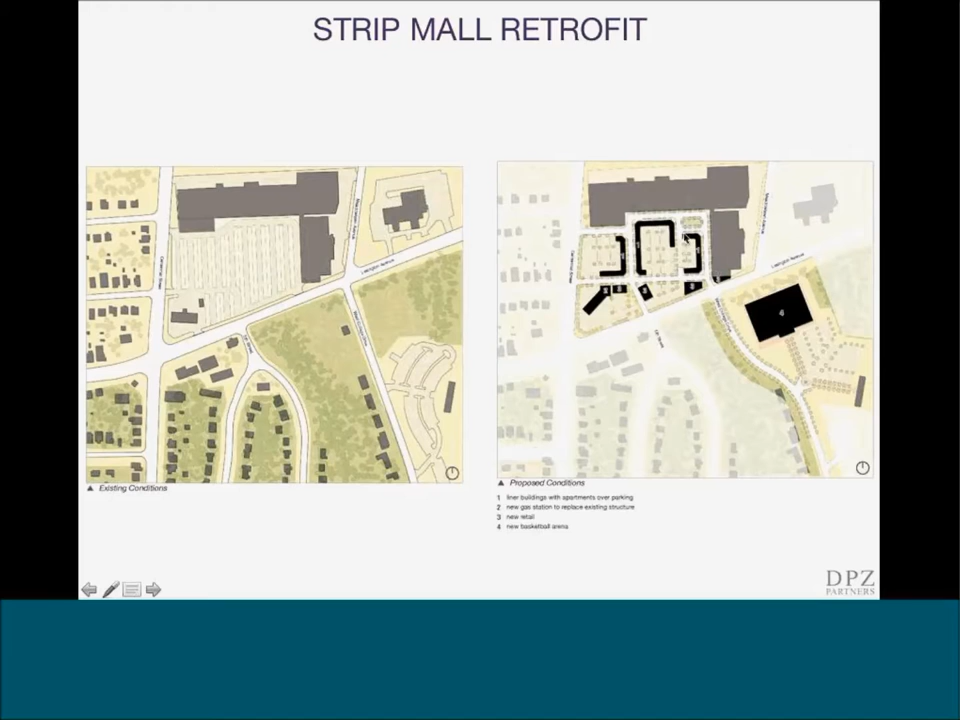 STRIP MALL RETROFIT
▲ Existing Conditions
▲ Proposed Conditions
1 liner buildings with apartments over parking
2 new gas station to replace existing structure
3 new retail
4 new basketball arena
4
DPZ
PARTNERS